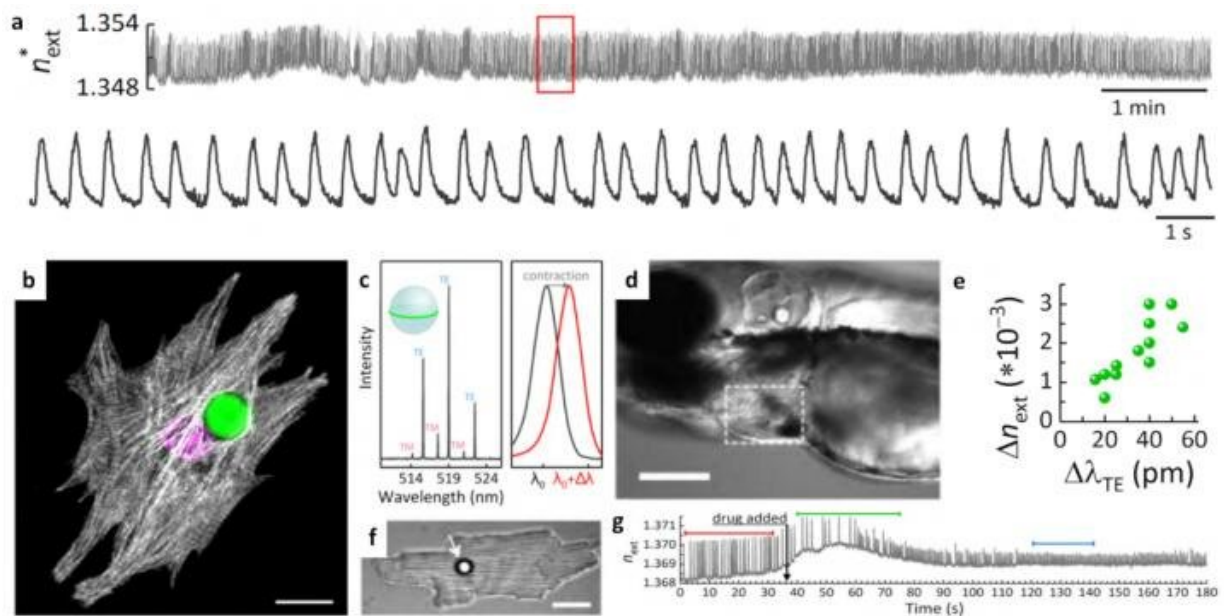 a
1.354
n*ext
1.348
1 min
1 s
b
c
Intensity
TE
TE
TE
TM
TM
TM
514 519 524
Wavelength (nm)
contraction
λ0 λ0+Δλ
d
e
Δnext (*10−3)
3
2
1
0
20 40 60
ΔλTE (pm)
f
g
drug added
next
1.371
1.370
1.369
1.368
0 10 20 30 40 50 60 70 80 90 100 110 120 130 140 150 160 170 180
Time (s)